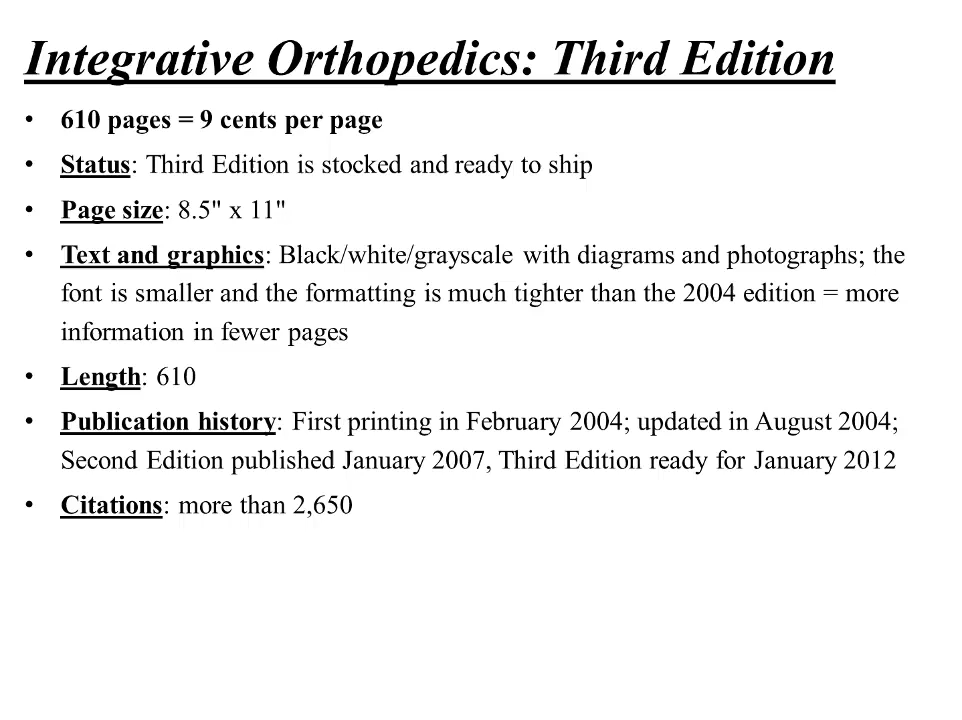 Integrative Orthopedics: Third Edition
• 610 pages = 9 cents per page
• Status: Third Edition is stocked and ready to ship
• Page size: 8.5" x 11"
• Text and graphics: Black/white/grayscale with diagrams and photographs; the
font is smaller and the formatting is much tighter than the 2004 edition = more
information in fewer pages
• Length: 610
• Publication history: First printing in February 2004; updated in August 2004;
Second Edition published January 2007, Third Edition ready for January 2012
• Citations: more than 2,650